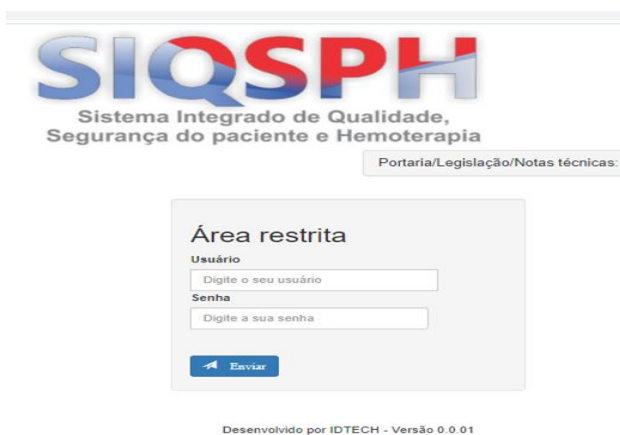 SIQSPH
Sistema Integrado de Qualidade,
Segurança do paciente e Hemoterapia
Portaria/Legislação/Notas técnicas:
Área restrita
Usuário
Digite o seu usuário
Senha
Digite a sua senha
Enviar
Desenvolvido por IDTECH - Versão 0.0.01